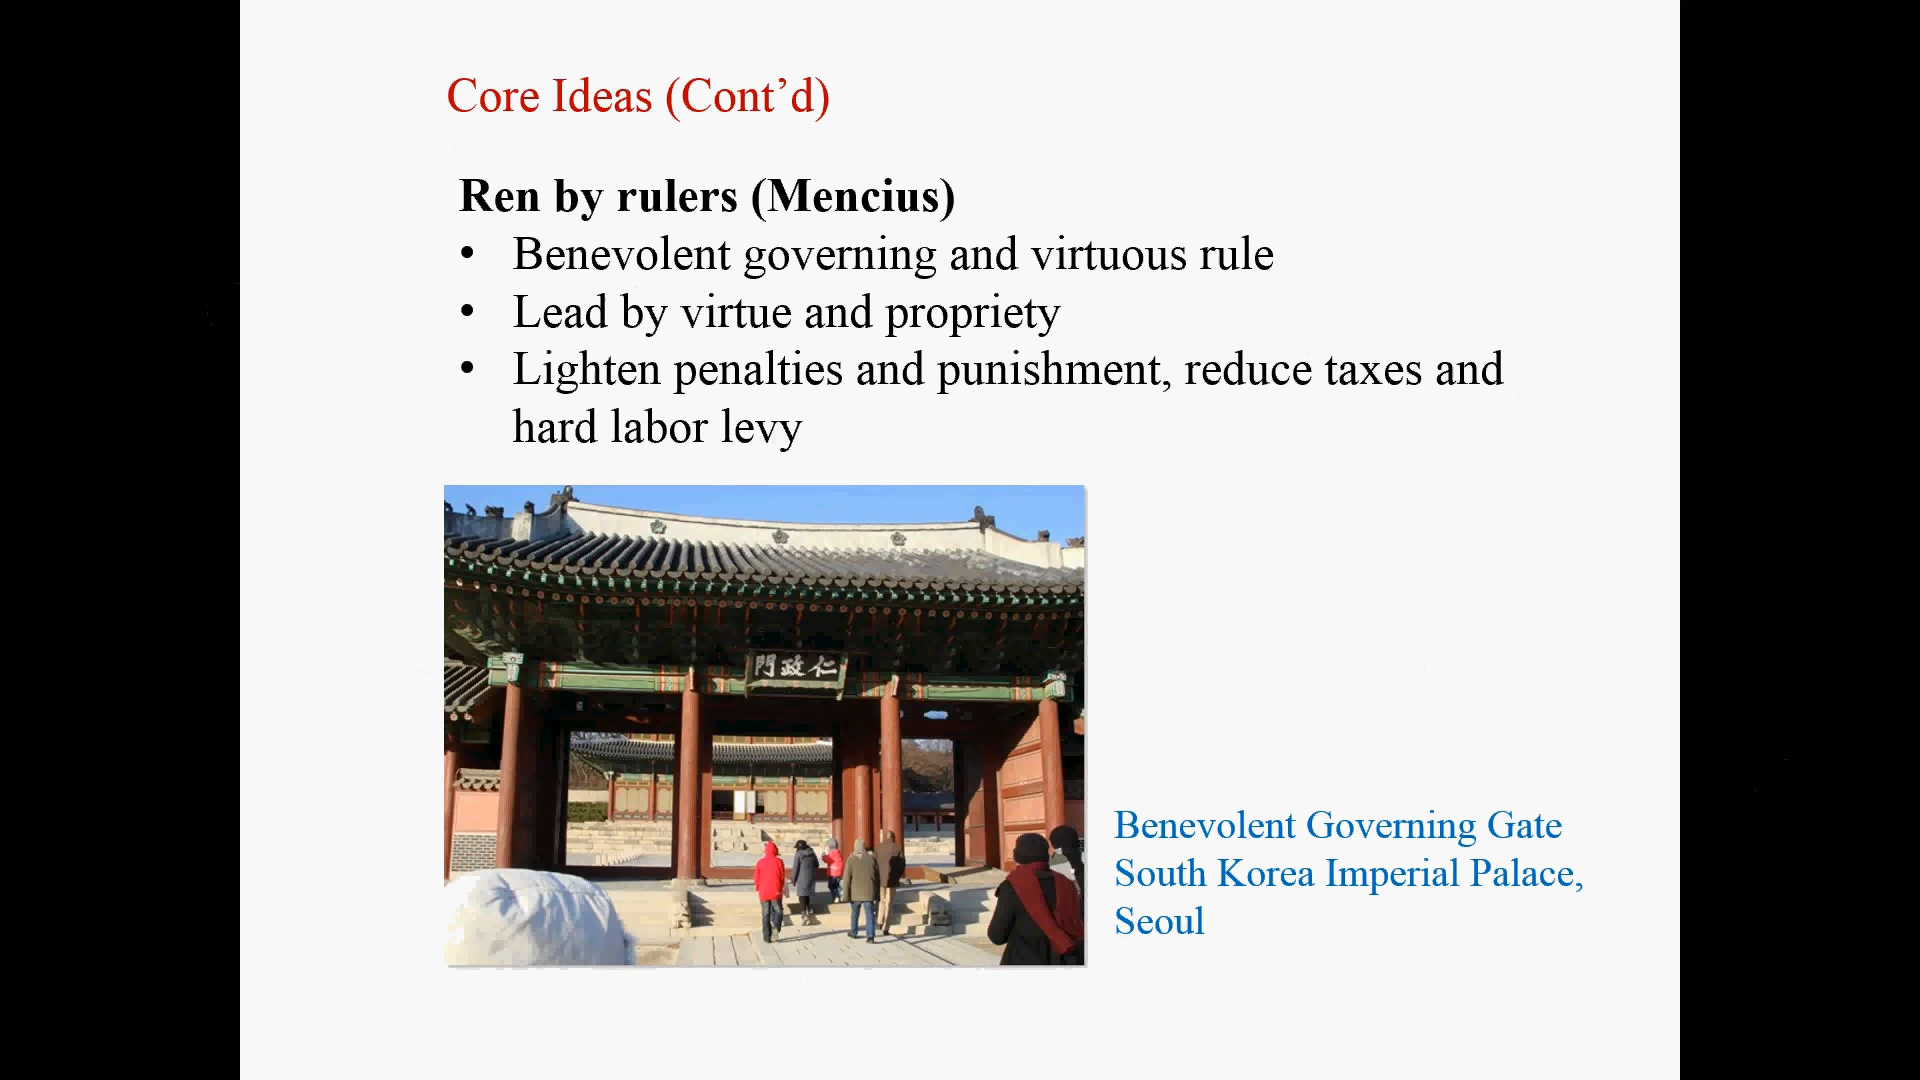 Core Ideas (Cont’d)
Ren by rulers (Mencius)
• Benevolent governing and virtuous rule
• Lead by virtue and propriety
• Lighten penalties and punishment, reduce taxes and
hard labor levy
門政仁
Benevolent Governing Gate
South Korea Imperial Palace,
Seoul